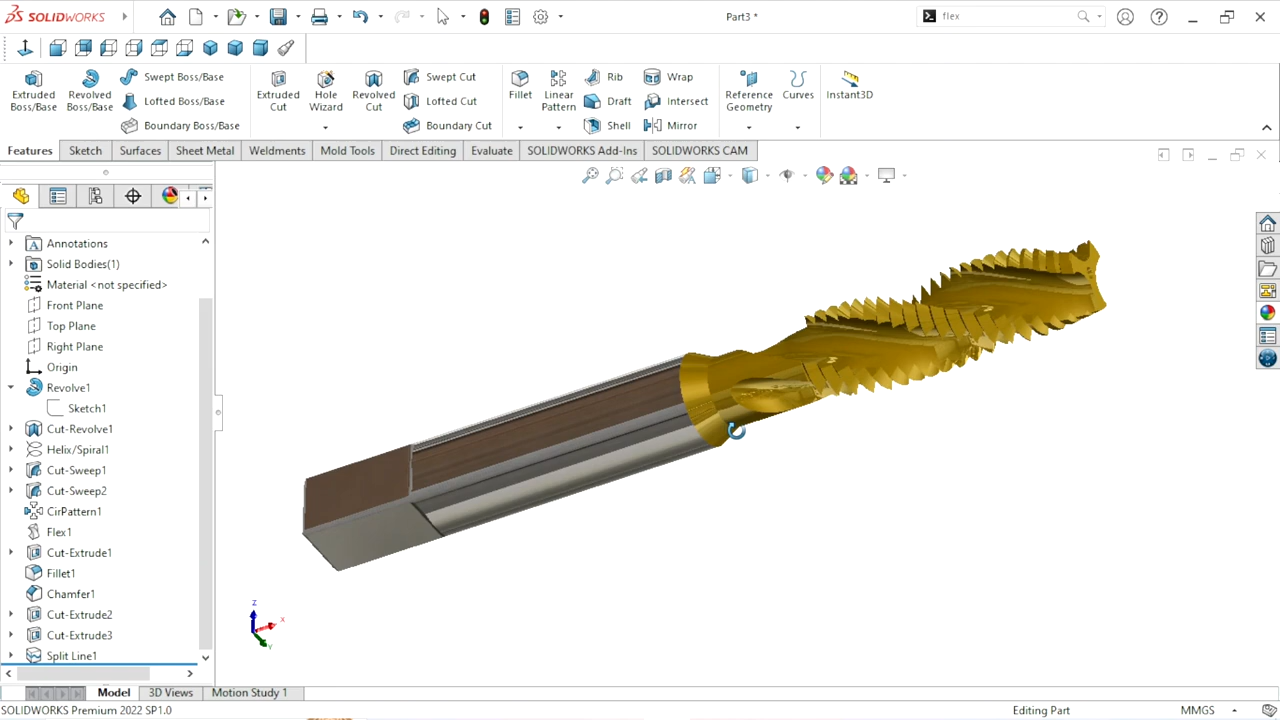 SOLIDWORKS
Part3 *
flex
Extruded Boss/Base
Revolved Boss/Base
Swept Boss/Base
Lofted Boss/Base
Boundary Boss/Base
Extruded Cut
Hole Wizard
Revolved Cut
Swept Cut
Lofted Cut
Boundary Cut
Fillet
Linear Pattern
Rib
Draft
Shell
Wrap
Intersect
Mirror
Reference Geometry
Curves
Instant3D
Features
Sketch
Surfaces
Sheet Metal
Weldments
Mold Tools
Direct Editing
Evaluate
SOLIDWORKS Add-Ins
SOLIDWORKS CAM
Annotations
Solid Bodies(1)
Material <not specified>
Front Plane
Top Plane
Right Plane
Origin
Revolve1
Sketch1
Cut-Revolve1
Helix/Spiral1
Cut-Sweep1
Cut-Sweep2
CirPattern1
Flex1
Cut-Extrude1
Fillet1
Chamfer1
Cut-Extrude2
Cut-Extrude3
Split Line1
Z
X
Y
Model
3D Views
Motion Study 1
SOLIDWORKS Premium 2022 SP1.0
Editing Part
MMGS